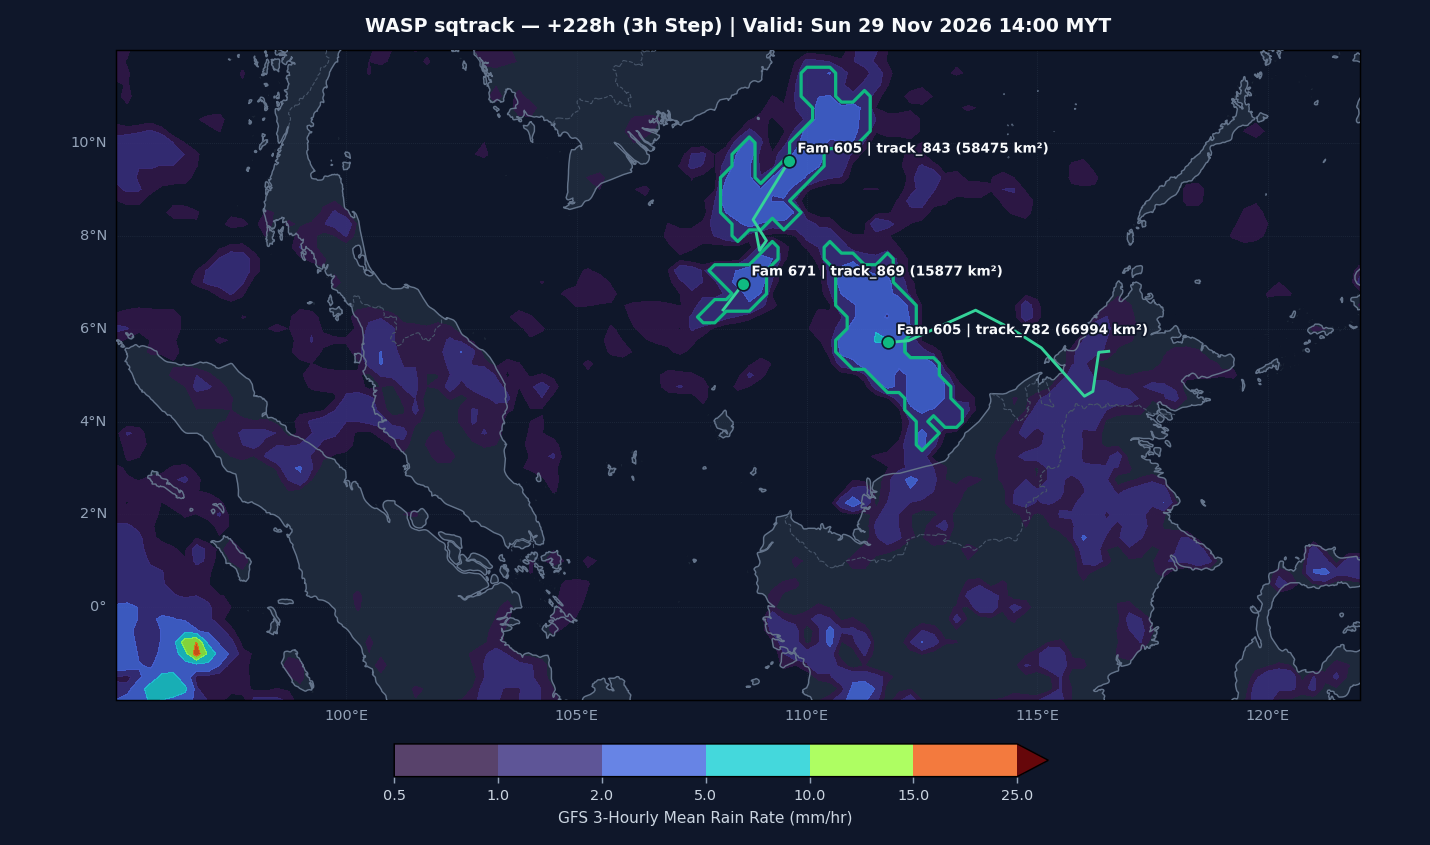 WASP sqtrack — +228h (3h Step) | Valid: Sun 29 Nov 2026 14:00 MYT
10°N
8°N
6°N
4°N
2°N
0°
Fam 605 | track_843 (58475 km²)
Fam 671 | track_869 (15877 km²)
Fam 605 | track_782 (66994 km²)
100°E
105°E
110°E
115°E
120°E
0.5
1.0
2.0
5.0
10.0
15.0
25.0
GFS 3-Hourly Mean Rain Rate (mm/hr)